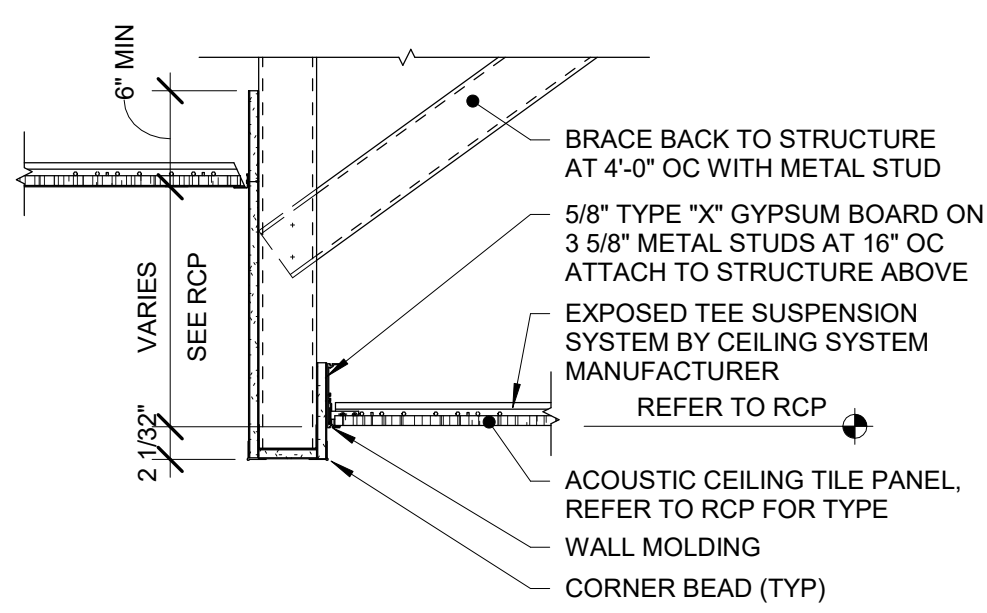 6" MIN
VARIES
SEE RCP
2 1/32"
BRACE BACK TO STRUCTURE
AT 4'-0" OC WITH METAL STUD
5/8" TYPE "X" GYPSUM BOARD ON
3 5/8" METAL STUDS AT 16" OC
ATTACH TO STRUCTURE ABOVE
EXPOSED TEE SUSPENSION
SYSTEM BY CEILING SYSTEM
MANUFACTURER
REFER TO RCP
ACOUSTIC CEILING TILE PANEL,
REFER TO RCP FOR TYPE
WALL MOLDING
CORNER BEAD (TYP)